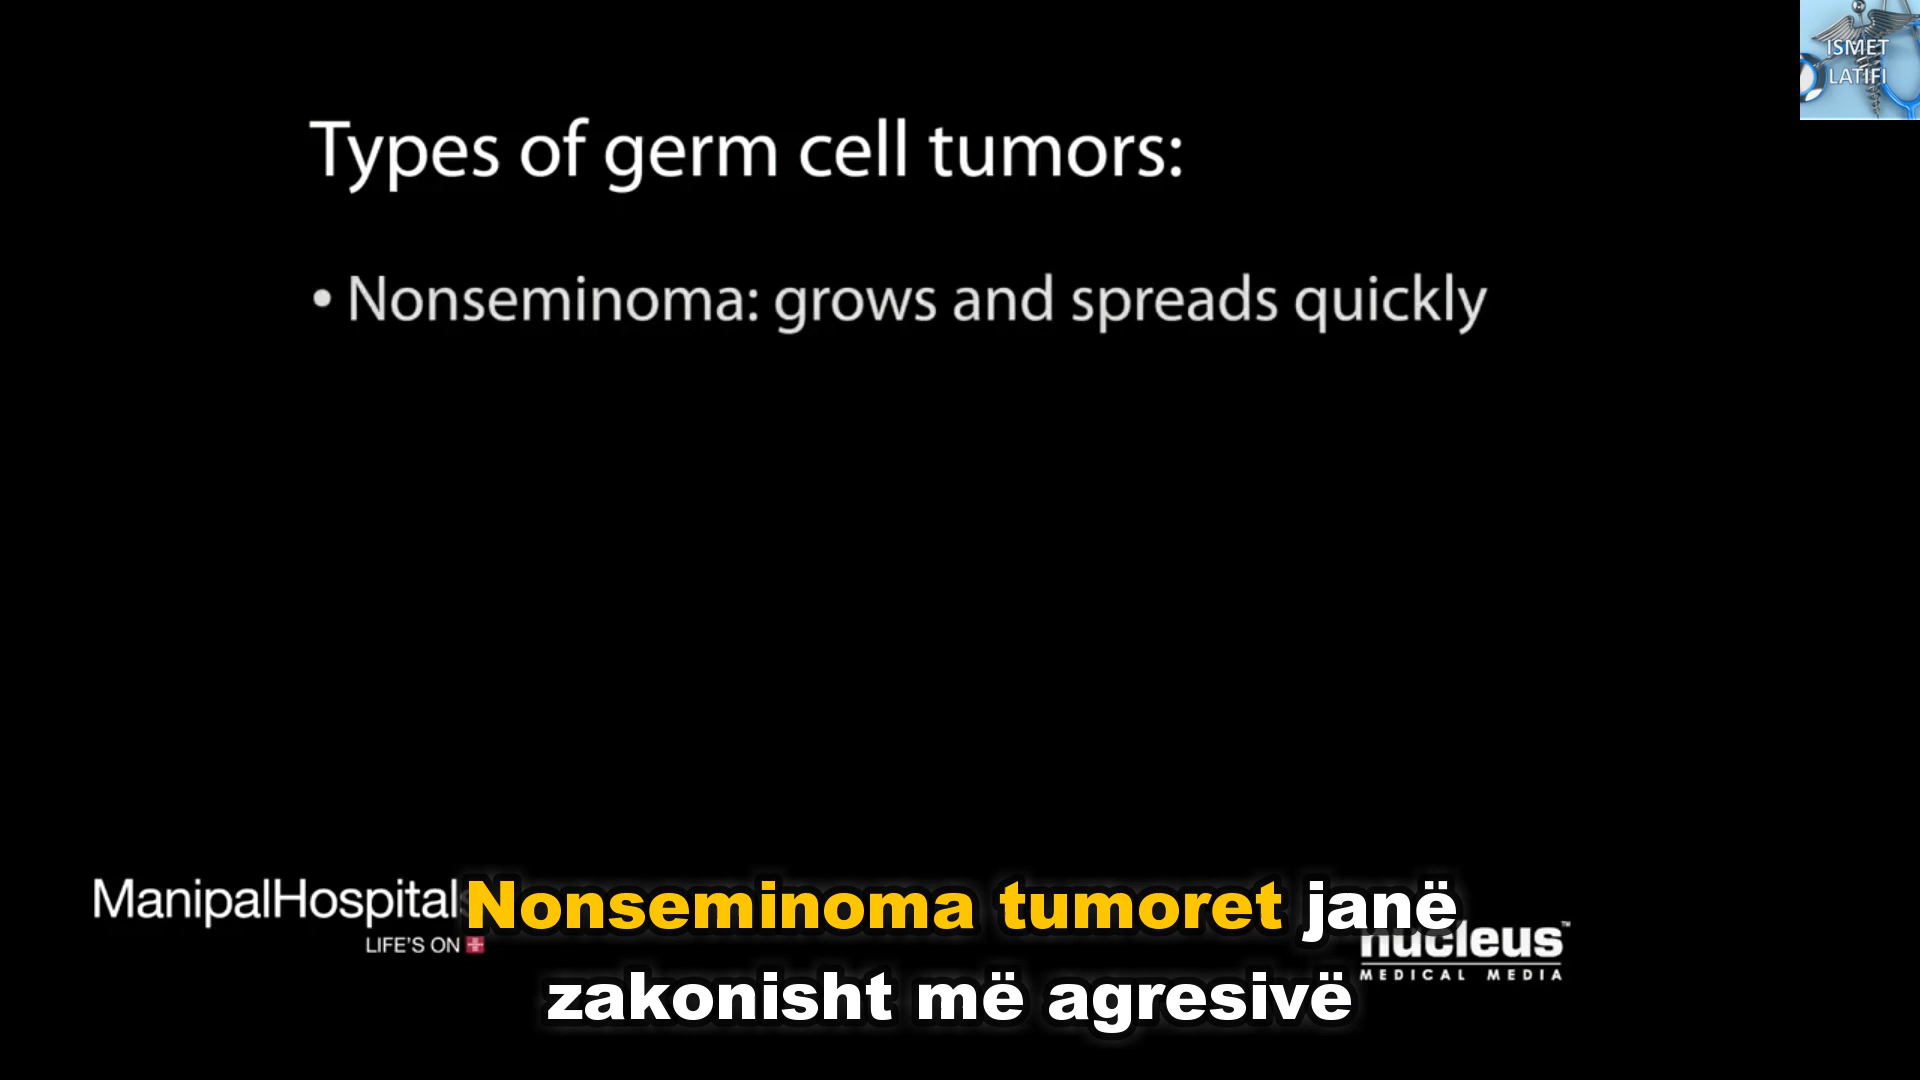 ISMET
LATIFI
Types of germ cell tumors:
• Nonseminoma: grows and spreads quickly
ManipalHospitals
LIFE'S ON
Nonseminoma tumoret janë
zakonisht më agresivë
nucleus™
MEDICAL MEDIA